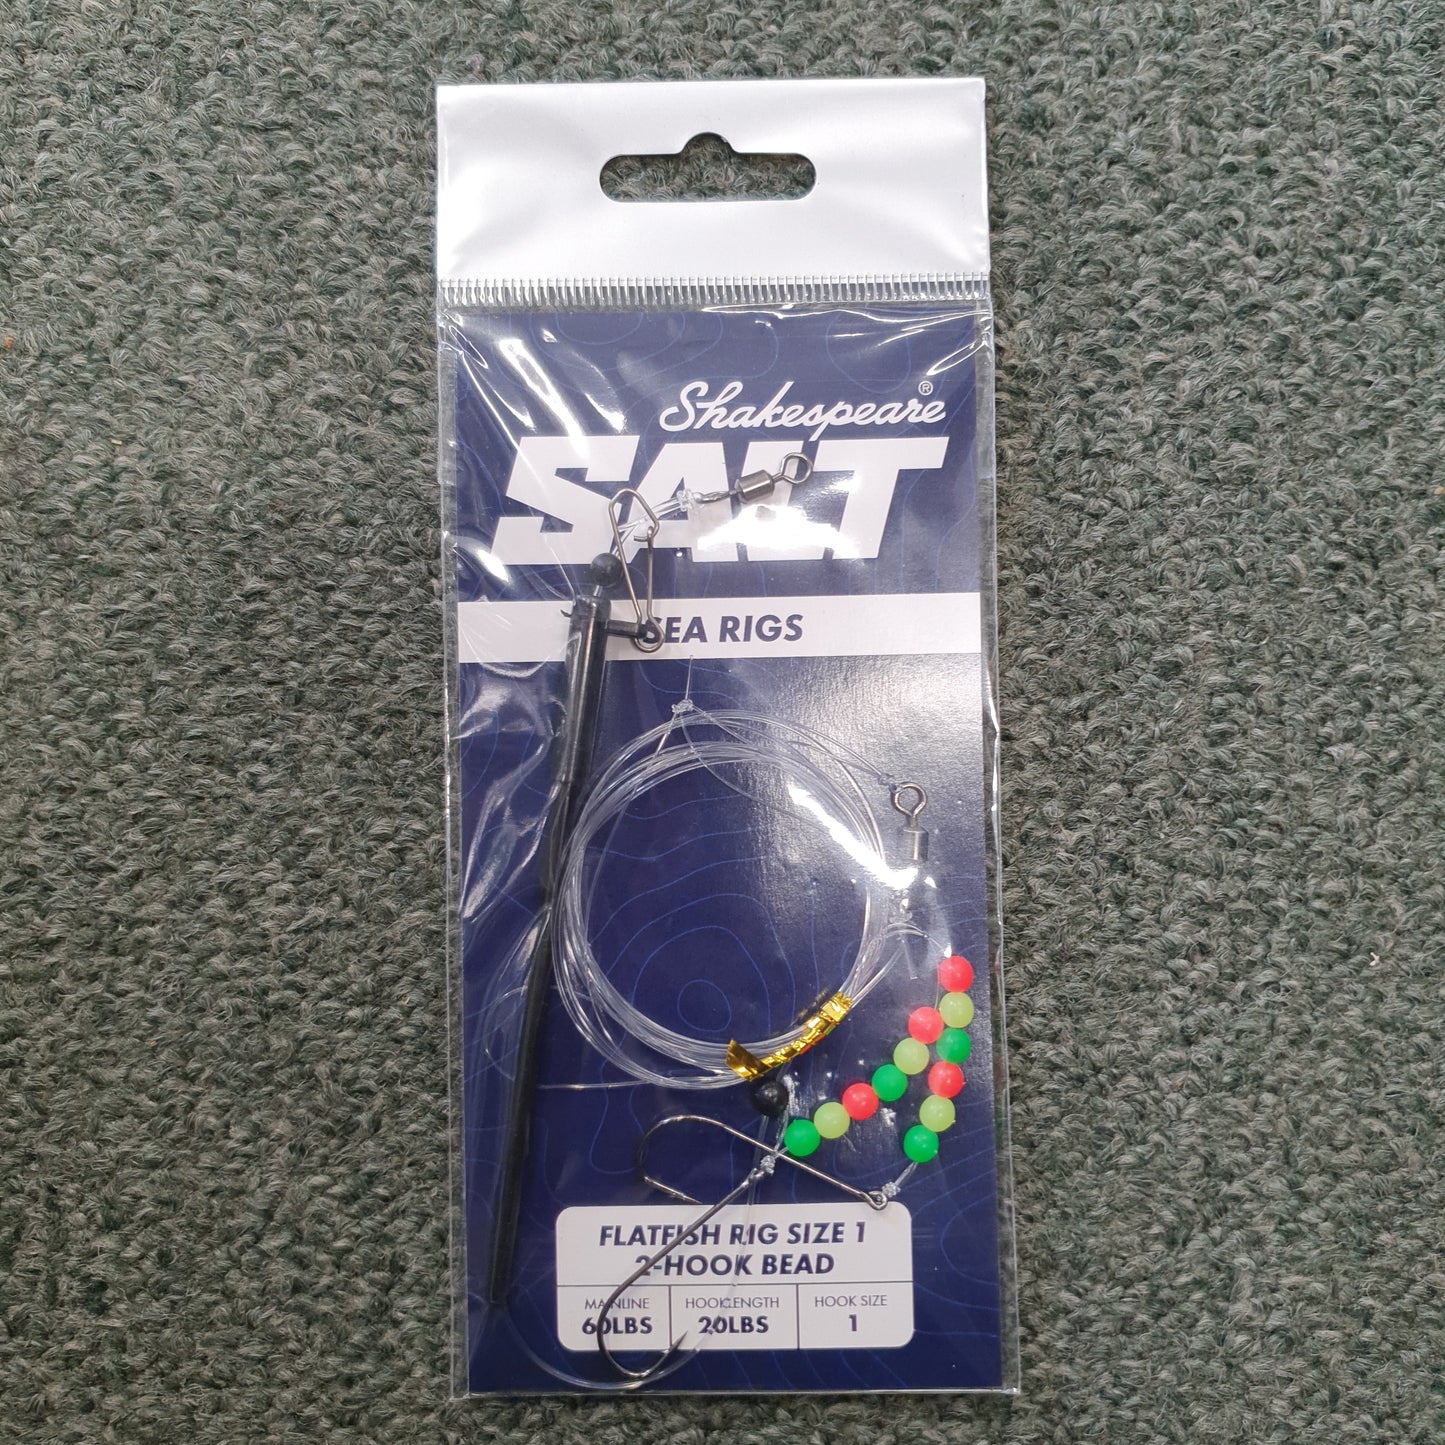 Shakespeare®
SALT
SEA RIGS
FLATFISH RIG SIZE 1
2-HOOK BEAD
MAINLINE
60LBS
HOOKLENGTH
20LBS
HOOK SIZE
1